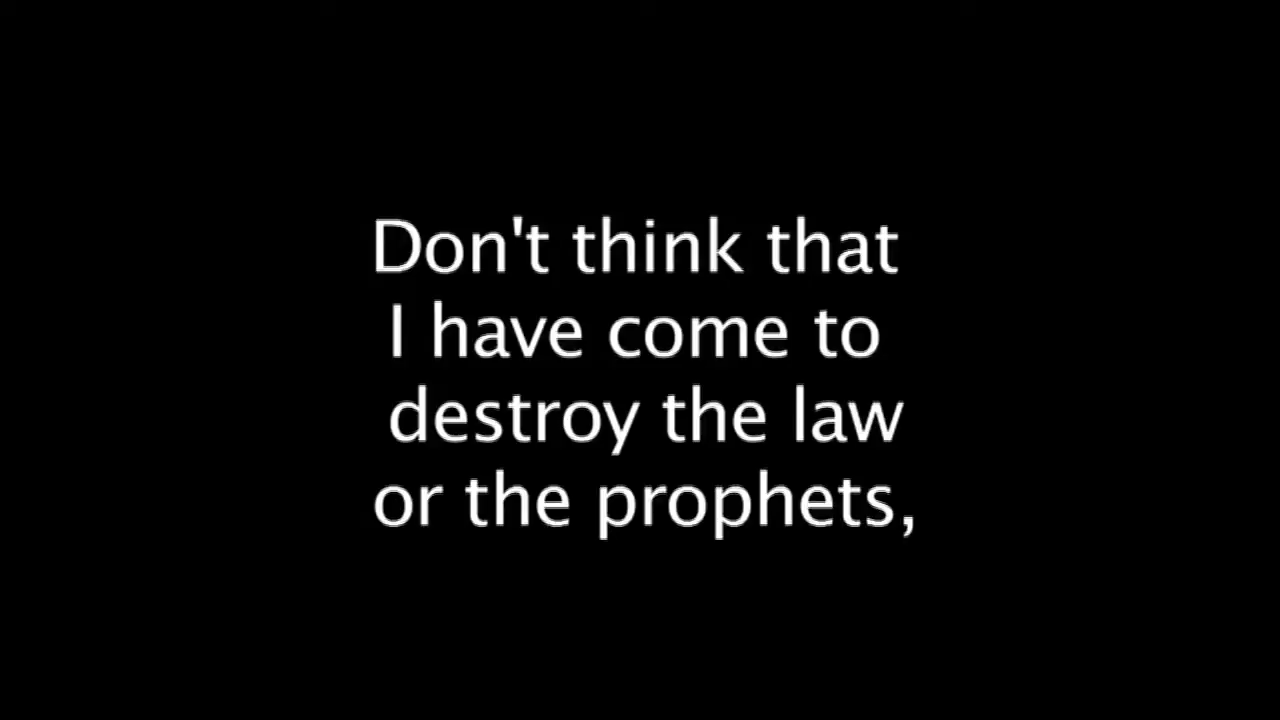 Don't think that
I have come to
destroy the law
or the prophets,